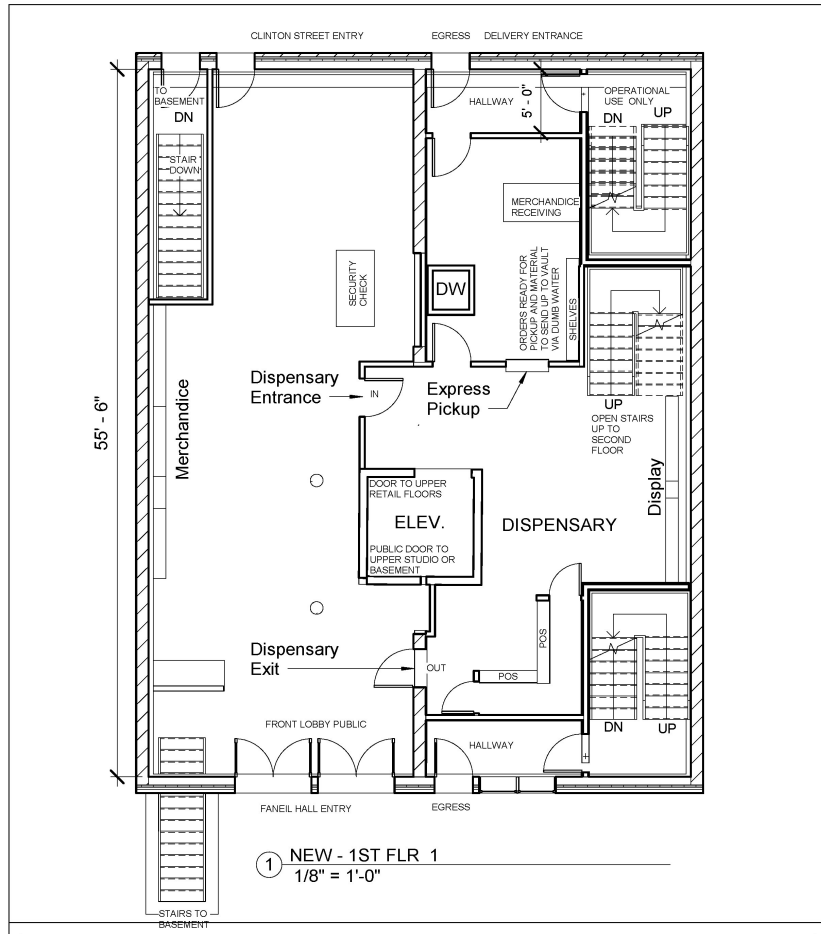 CLINTON STREET ENTRY
EGRESS
DELIVERY ENTRANCE
TO
BASEMENT
DN
STAIR
DOWN
HALLWAY
5' - 0"
OPERATIONAL
USE ONLY
DN
UP
MERCHANDICE
RECEIVING
SECURITY
CHECK
DW
ORDERS READY FOR
PICKUP AND MATERIAL
TO SEND UP TO VAULT
VIA DUMB WAITER
SHELVES
Dispensary
Entrance
IN
Express
Pickup
UP
OPEN STAIRS
UP TO
SECOND
FLOOR
55' - 6"
Merchandice
Display
DOOR TO UPPER
RETAIL FLOORS
ELEV.
PUBLIC DOOR TO
UPPER STUDIO OR
BASEMENT
DISPENSARY
Dispensary
Exit
OUT
POS
POS
DN
UP
FRONT LOBBY PUBLIC
HALLWAY
FANEIL HALL ENTRY
EGRESS
1
NEW - 1ST FLR 1
1/8" = 1'-0"
STAIRS TO
BASEMENT